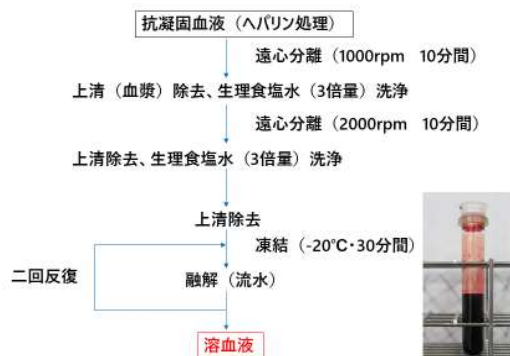 抗凝固血液（ヘパリン処理）
遠心分離（1000rpm　10分間）
上清（血漿）除去、生理食塩水（3倍量）洗浄
遠心分離（2000rpm　10分間）
上清除去、生理食塩水（3倍量）洗浄
上清除去
凍結（-20℃・30分間）
二回反復
融解（流水）
溶血液